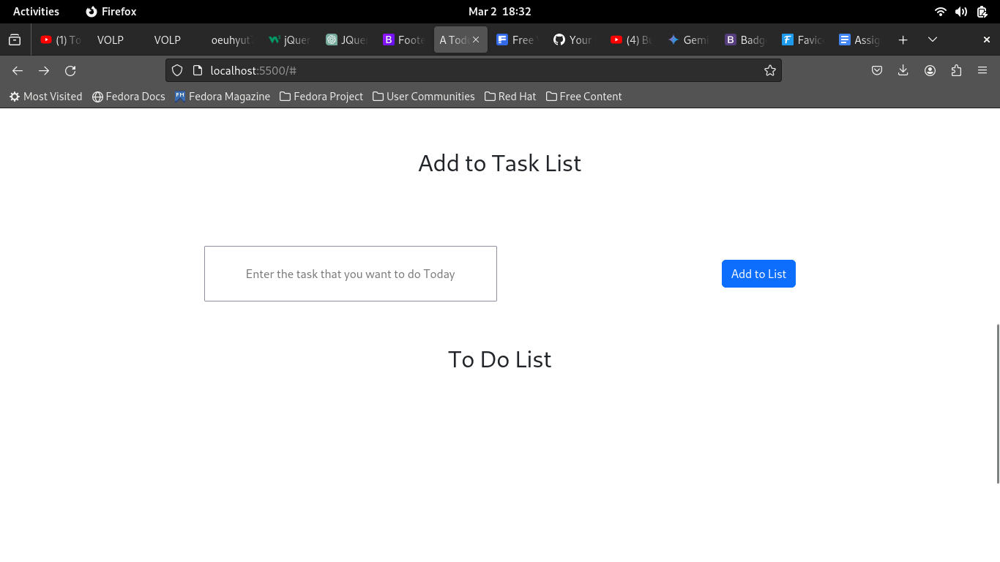 Activities Firefox Mar 2 18:32
(1) To VOLP VOLP oeuhyut jQuer JQue Foote A Tod Free Your (4) Bu Gemi Badg Favic Assig
localhost:5500/#
Most Visited Fedora Docs Fedora Magazine Fedora Project User Communities Red Hat Free Content
Add to Task List
Enter the task that you want to do Today Add to List
To Do List